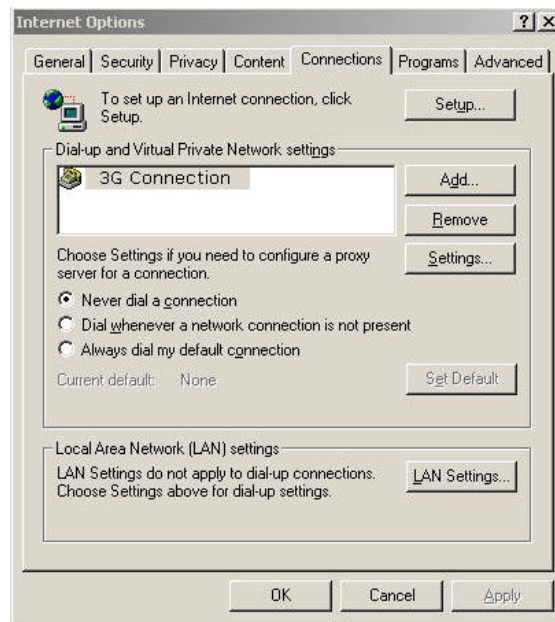 Internet Options
General Security Privacy Content Connections Programs Advanced
To set up an Internet connection, click
Setup.
Setup...
Dial-up and Virtual Private Network settings
3G Connection
Add...
Remove
Choose Settings if you need to configure a proxy
server for a connection.
Settings...
Never dial a connection
Dial whenever a network connection is not present
Always dial my default connection
Current default: None
Set Default
Local Area Network (LAN) settings
LAN Settings do not apply to dial-up connections.
Choose Settings above for dial-up settings.
LAN Settings...
OK Cancel Apply